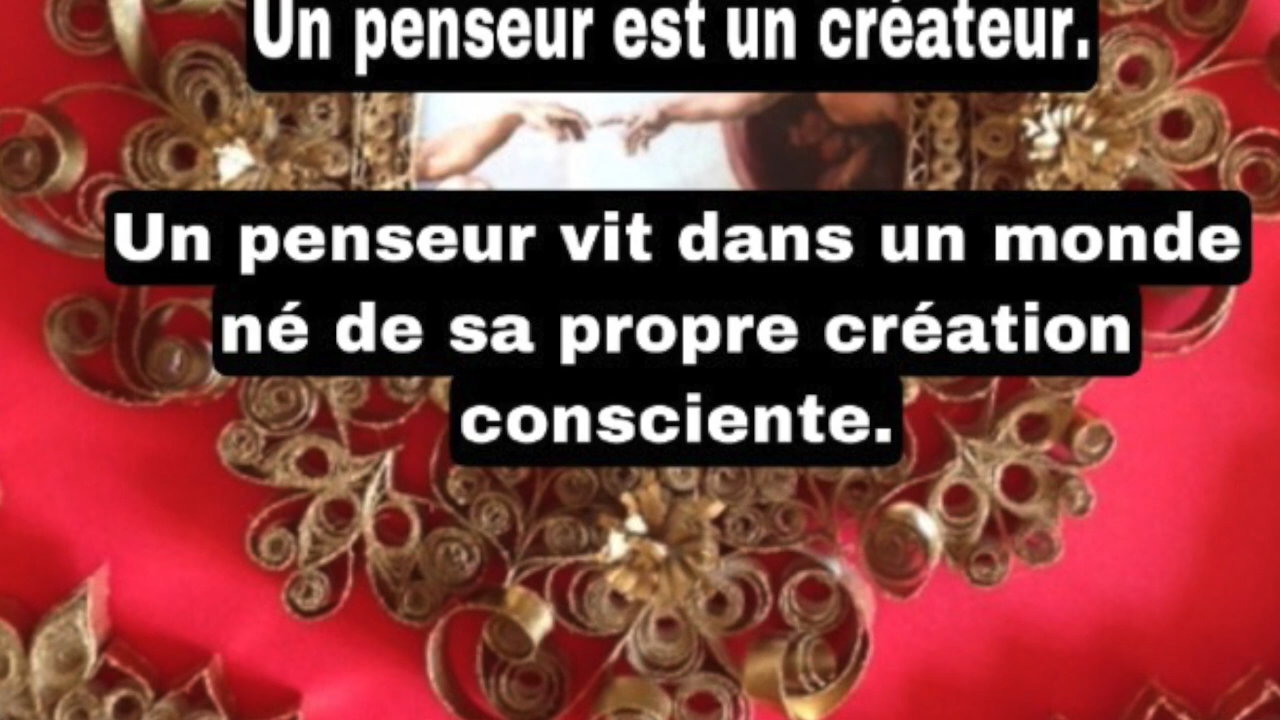 Un penseur est un créateur.
Un penseur vit dans un monde
né de sa propre création
consciente.